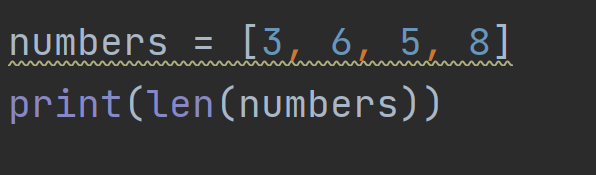 numbers = [3, 6, 5, 8]
print(len(numbers))